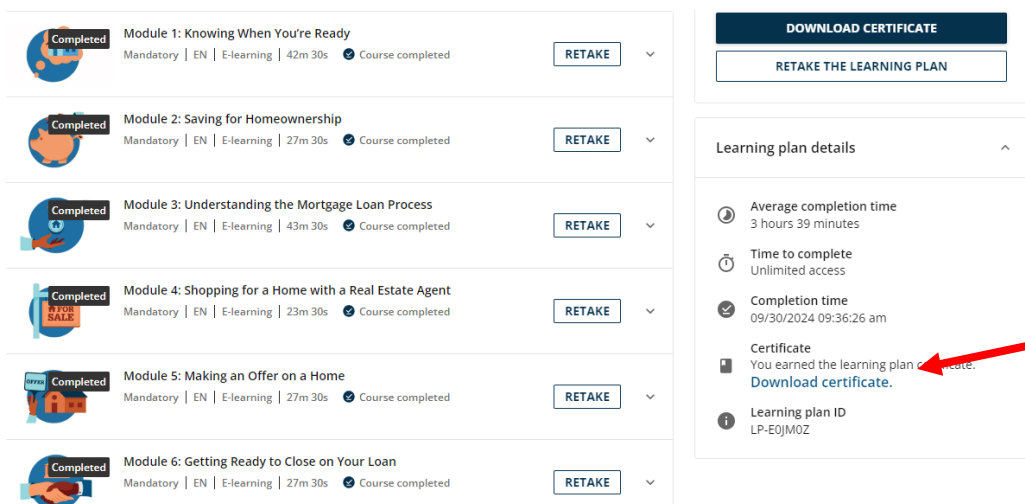 Completed
Module 1: Knowing When You're Ready
Mandatory | EN | E-learning | 42m 30s Course completed
RETAKE
Completed
Module 2: Saving for Homeownership
Mandatory | EN | E-learning | 27m 30s Course completed
RETAKE
Completed
Module 3: Understanding the Mortgage Loan Process
Mandatory | EN | E-learning | 43m 30s Course completed
RETAKE
Completed
Module 4: Shopping for a Home with a Real Estate Agent
Mandatory | EN | E-learning | 23m 30s Course completed
RETAKE
FOR
SALE
Completed
Module 5: Making an Offer on a Home
Mandatory | EN | E-learning | 27m 30s Course completed
RETAKE
OFFER
Completed
Module 6: Getting Ready to Close on Your Loan
Mandatory | EN | E-learning | 27m 30s Course completed
RETAKE
DOWNLOAD CERTIFICATE
RETAKE THE LEARNING PLAN
Learning plan details
Average completion time
3 hours 39 minutes
Time to complete
Unlimited access
Completion time
09/30/2024 09:36:26 am
Certificate
You earned the learning plan certificate.
Download certificate.
Learning plan ID
LP-E0JM0Z